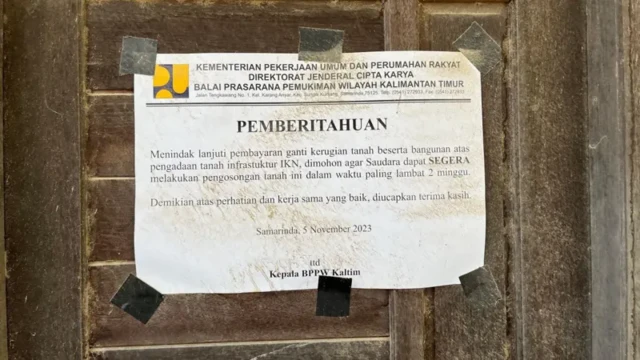 KEMENTERIAN PEKERJAAN UMUM DAN PERUMAHAN RAKYAT
DIREKTORAT JENDERAL CIPTA KARYA
BALAI PRASARANA PEMUKIMAN WILAYAH KALIMANTAN TIMUR
PEMBERITAHUAN
Menindak lanjuti pembayaran ganti kerugian tanah beserta bangunan atas
pengadaan tanah infrastuktur IKN, dimohon agar Saudara dapat SEGERA
melakukan pengosongan tanah ini dalam waktu paling lambat 2 minggu.
Demikian atas perhatian dan kerja sama yang baik, diucapkan terima kasih.
Samarinda, 5 November 2023
ttd
Kepala BPPW Kaltim